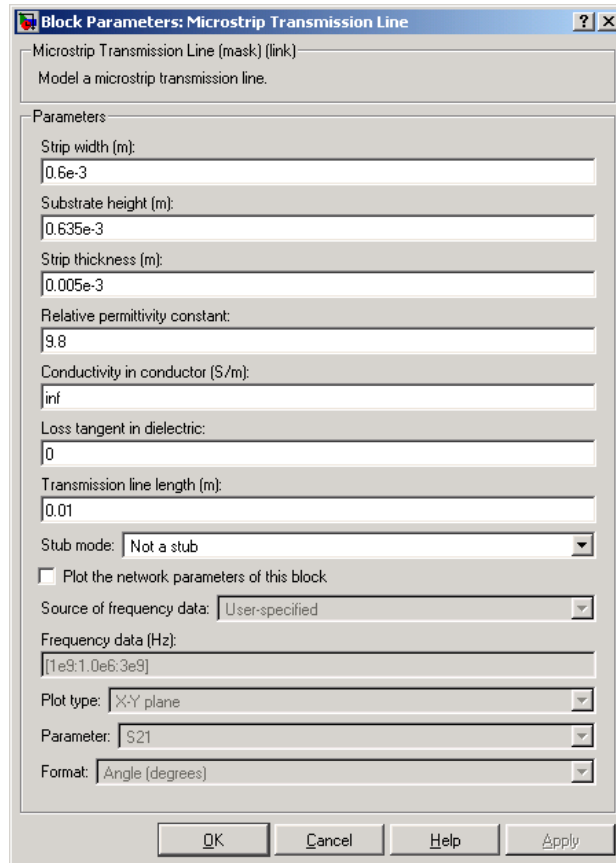 Block Parameters: Microstrip Transmission Line
Microstrip Transmission Line (mask) (link)
Model a microstrip transmission line.
Parameters
Strip width (m):
0.6e-3
Substrate height (m):
0.635e-3
Strip thickness (m):
0.005e-3
Relative permittivity constant:
9.8
Conductivity in conductor (S/m):
inf
Loss tangent in dielectric:
0
Transmission line length (m):
0.01
Stub mode: Not a stub
Plot the network parameters of this block
Source of frequency data: User-specified
Frequency data (Hz):
[1e9:1.0e6:3e9]
Plot type: X-Y plane
Parameter: S21
Format: Angle (degrees)
OK Cancel Help Apply